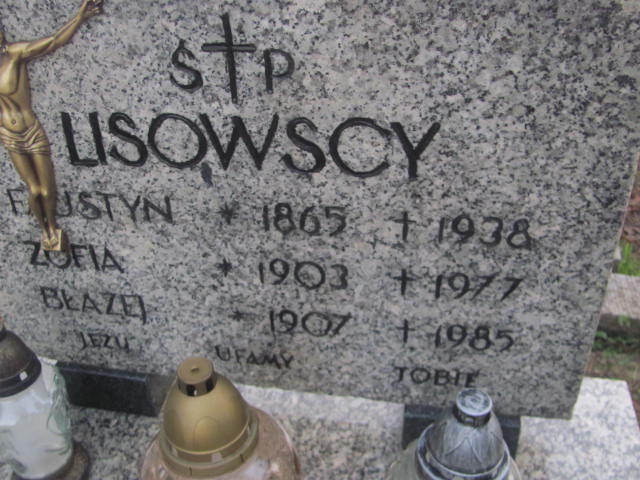 Ś † P
LISOWSCY
FAUSTYN * 1865 † 1938
ZOFIA * 1903 † 1977
BŁAŻEJ * 1907 † 1985
JEZU UFAMY TOBIE